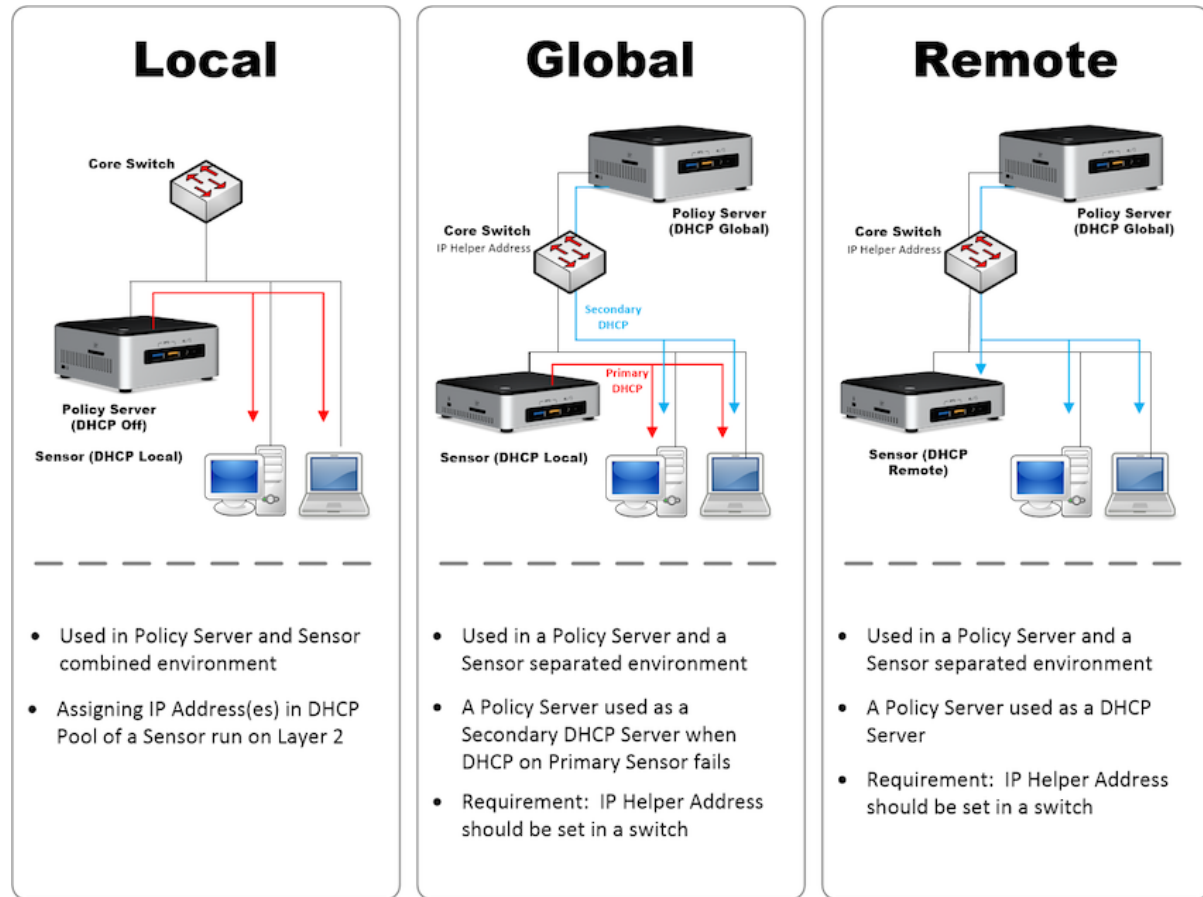 Local
Core Switch
Policy Server
(DHCP Off)
Sensor (DHCP Local)
• Used in Policy Server and Sensor
combined environment
• Assigning IP Address(es) in DHCP
Pool of a Sensor run on Layer 2
Global
Policy Server
(DHCP Global)
Core Switch
IP Helper Address
Secondary
DHCP
Primary
DHCP
Sensor (DHCP Local)
• Used in a Policy Server and a
Sensor separated environment
• A Policy Server used as a
Secondary DHCP Server when
DHCP on Primary Sensor fails
• Requirement: IP Helper Address
should be set in a switch
Remote
Policy Server
(DHCP Global)
Core Switch
IP Helper Address
Sensor (DHCP
Remote)
• Used in a Policy Server and a
Sensor separated environment
• A Policy Server used as a DHCP
Server
• Requirement: IP Helper Address
should be set in a switch